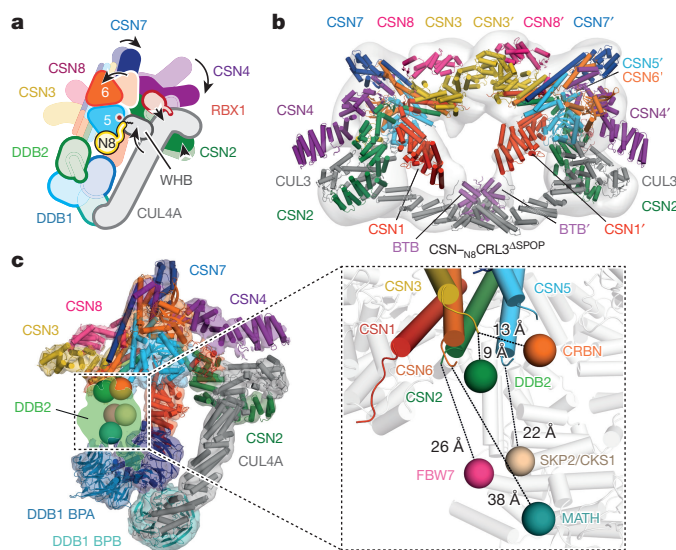 a
CSN7
CSN8
CSN3
CSN4
6
RBX1
5
N8
DDB2
CSN2
WHB
DDB1
CUL4A
b
CSN7 CSN8 CSN3 CSN3′ CSN8′ CSN7′
CSN5′
CSN6′
CSN4
CSN4′
CUL3
CUL3
CSN2
CSN2′
CSN1
CSN1′
BTB
BTB′
CSN–N8CRL3ΔSPOP
c
CSN7
CSN8
CSN4
CSN3
DDB2
CSN2
CUL4A
DDB1 BPA
DDB1 BPB
CSN3
CSN5
CSN1
13 Å
CRBN
CSN6
9 Å
DDB2
CSN2
26 Å
22 Å
FBW7
SKP2/CKS1
38 Å
MATH